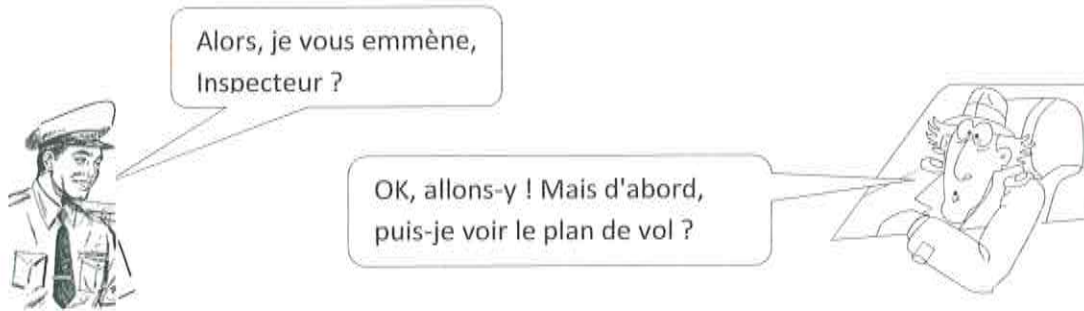 Alors, je vous emmène,
Inspecteur ?
OK, allons-y ! Mais d'abord,
puis-je voir le plan de vol ?